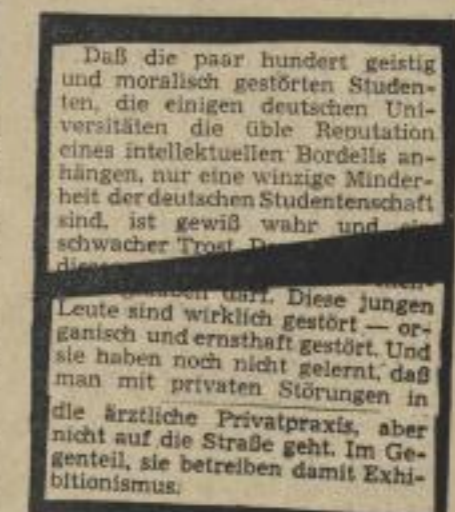 Daß die paar hundert geistig
und moralisch gestörten Studen-
ten, die einigen deutschen Uni-
versitäten die üble Reputation
eines intellektuellen Bordells an-
hängen, nur eine winzige Minder-
heit der deutschen Studentenschaft
sind, ist gewiß wahr und ein
schwacher Trost.
darf. Diese jungen
Leute sind wirklich gestört — or-
ganisch und ernsthaft gestört. Und
sie haben noch nicht gelernt, daß
man mit privaten Störungen in
die ärztliche Privatpraxis, aber
nicht auf die Straße geht. Im Ge-
genteil, sie betreiben damit Exhi-
bitionismus.